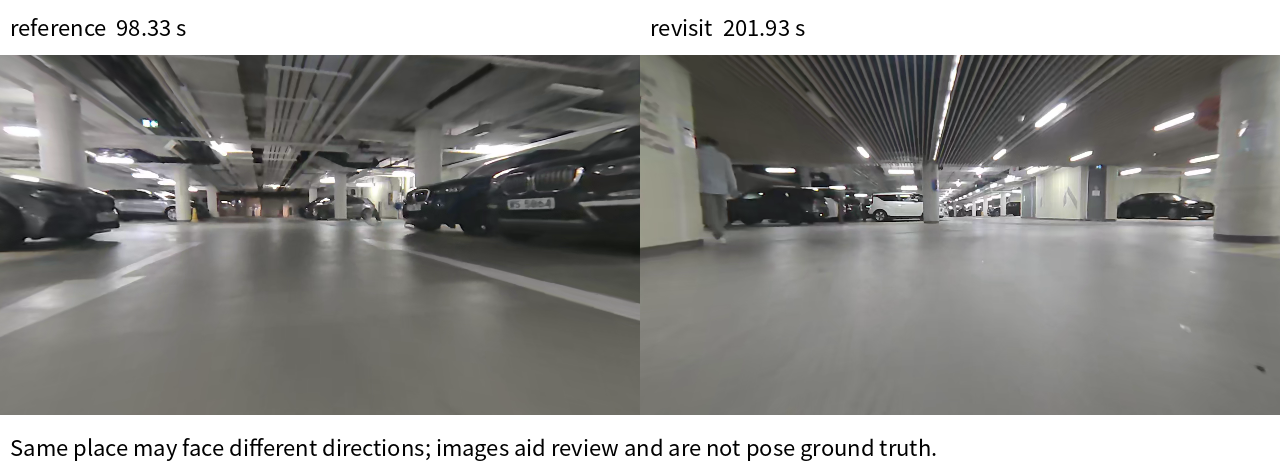 reference 98.33 s
revisit 201.93 s
Same place may face different directions; images aid review and are not pose ground truth.